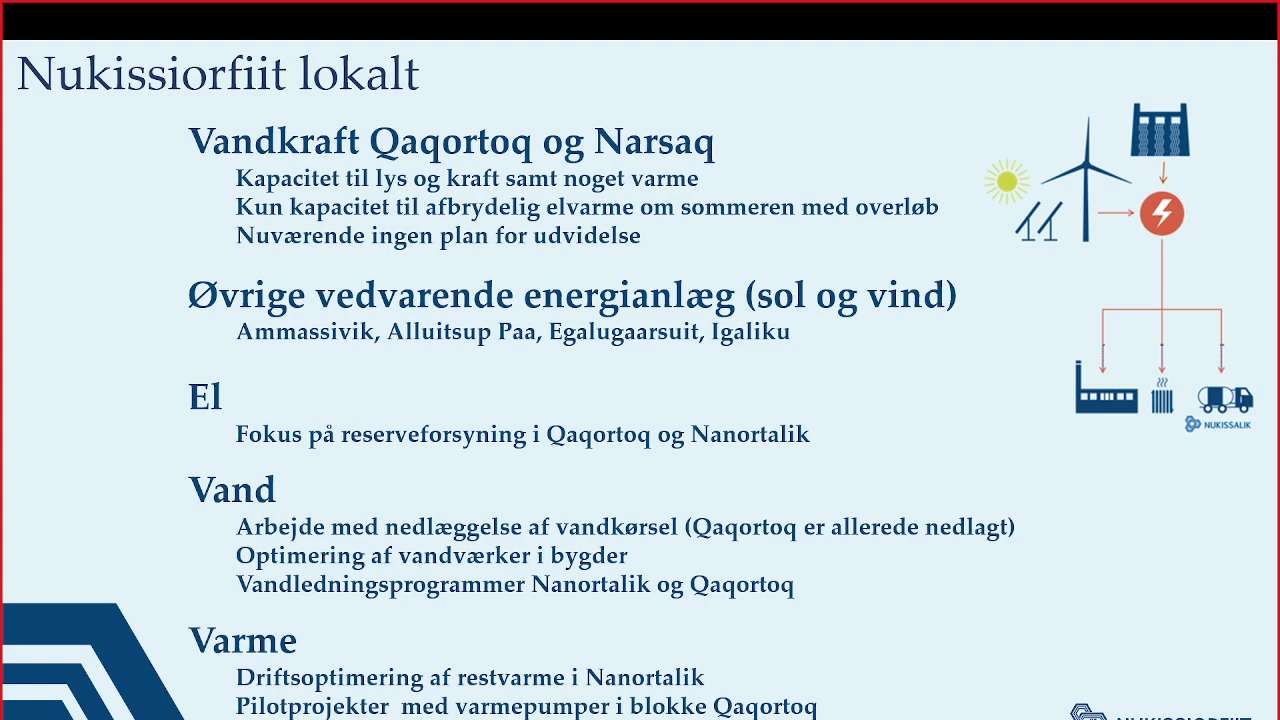 Nukissiorfiit lokalt
Vandkraft Qaqortoq og Narsaq
Kapacitet til lys og kraft samt noget varme
Kun kapacitet til afbrydelig elvarme om sommeren med overløb
Nuværende ingen plan for udvidelse
Øvrige vedvarende energianlæg (sol og vind)
Ammassivik, Alluitsup Paa, Egalugaarsuit, Igaliku
El
Fokus på reserveforsyning i Qaqortoq og Nanortalik
Vand
Arbejde med nedlæggelse af vandkørsel (Qaqortoq er allerede nedlagt)
Optimering af vandværker i bygder
Vandledningsprogrammer Nanortalik og Qaqortoq
Varme
Driftsoptimering af restvarme i Nanortalik
Pilotprojekter med varmepumper i blokke Qaqortoq
NUKISSALIK
NUKISSIORFIIT